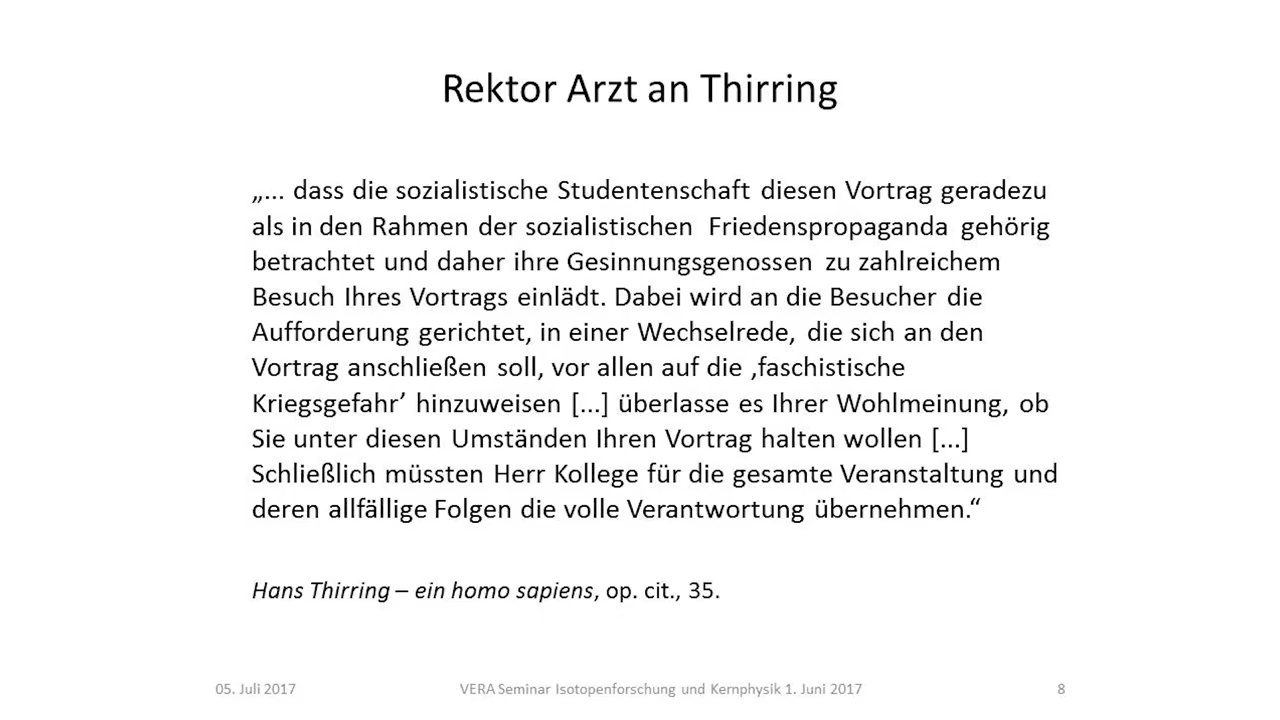 Rektor Arzt an Thirring
„... dass die sozialistische Studentenschaft diesen Vortrag geradezu
als in den Rahmen der sozialistischen Friedenspropaganda gehörig
betrachtet und daher ihre Gesinnungsgenossen zu zahlreichem
Besuch Ihres Vortrags einlädt. Dabei wird an die Besucher die
Aufforderung gerichtet, in einer Wechselrede, die sich an den
Vortrag anschließen soll, vor allen auf die ‚faschistische
Kriegsgefahr’ hinzuweisen [...] überlasse es Ihrer Wohlmeinung, ob
Sie unter diesen Umständen Ihren Vortrag halten wollen [...]
Schließlich müssten Herr Kollege für die gesamte Veranstaltung und
deren allfällige Folgen die volle Verantwortung übernehmen.“
Hans Thirring – ein homo sapiens, op. cit., 35.
05. Juli 2017
VERA Seminar Isotopenforschung und Kernphysik 1. Juni 2017
8